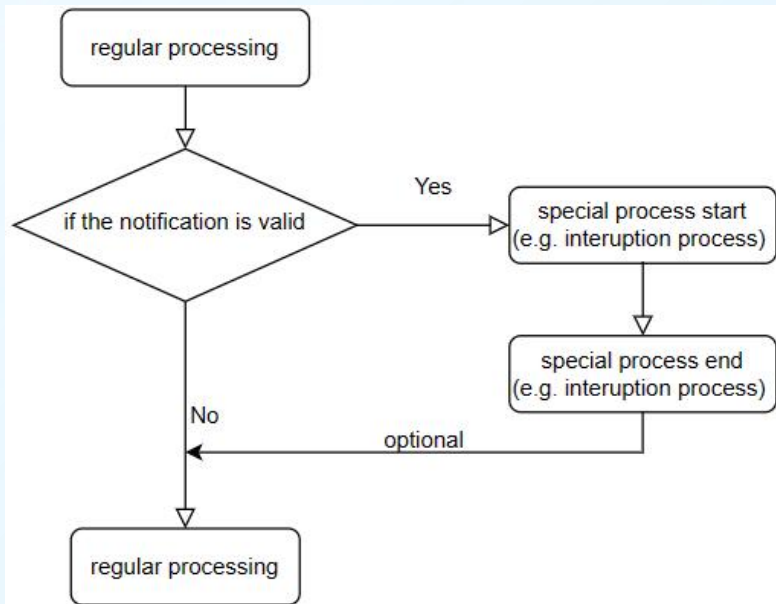 regular processing
if the notification is valid
Yes
special process start
(e.g. interuption process)
special process end
(e.g. interuption process)
No
optional
regular processing